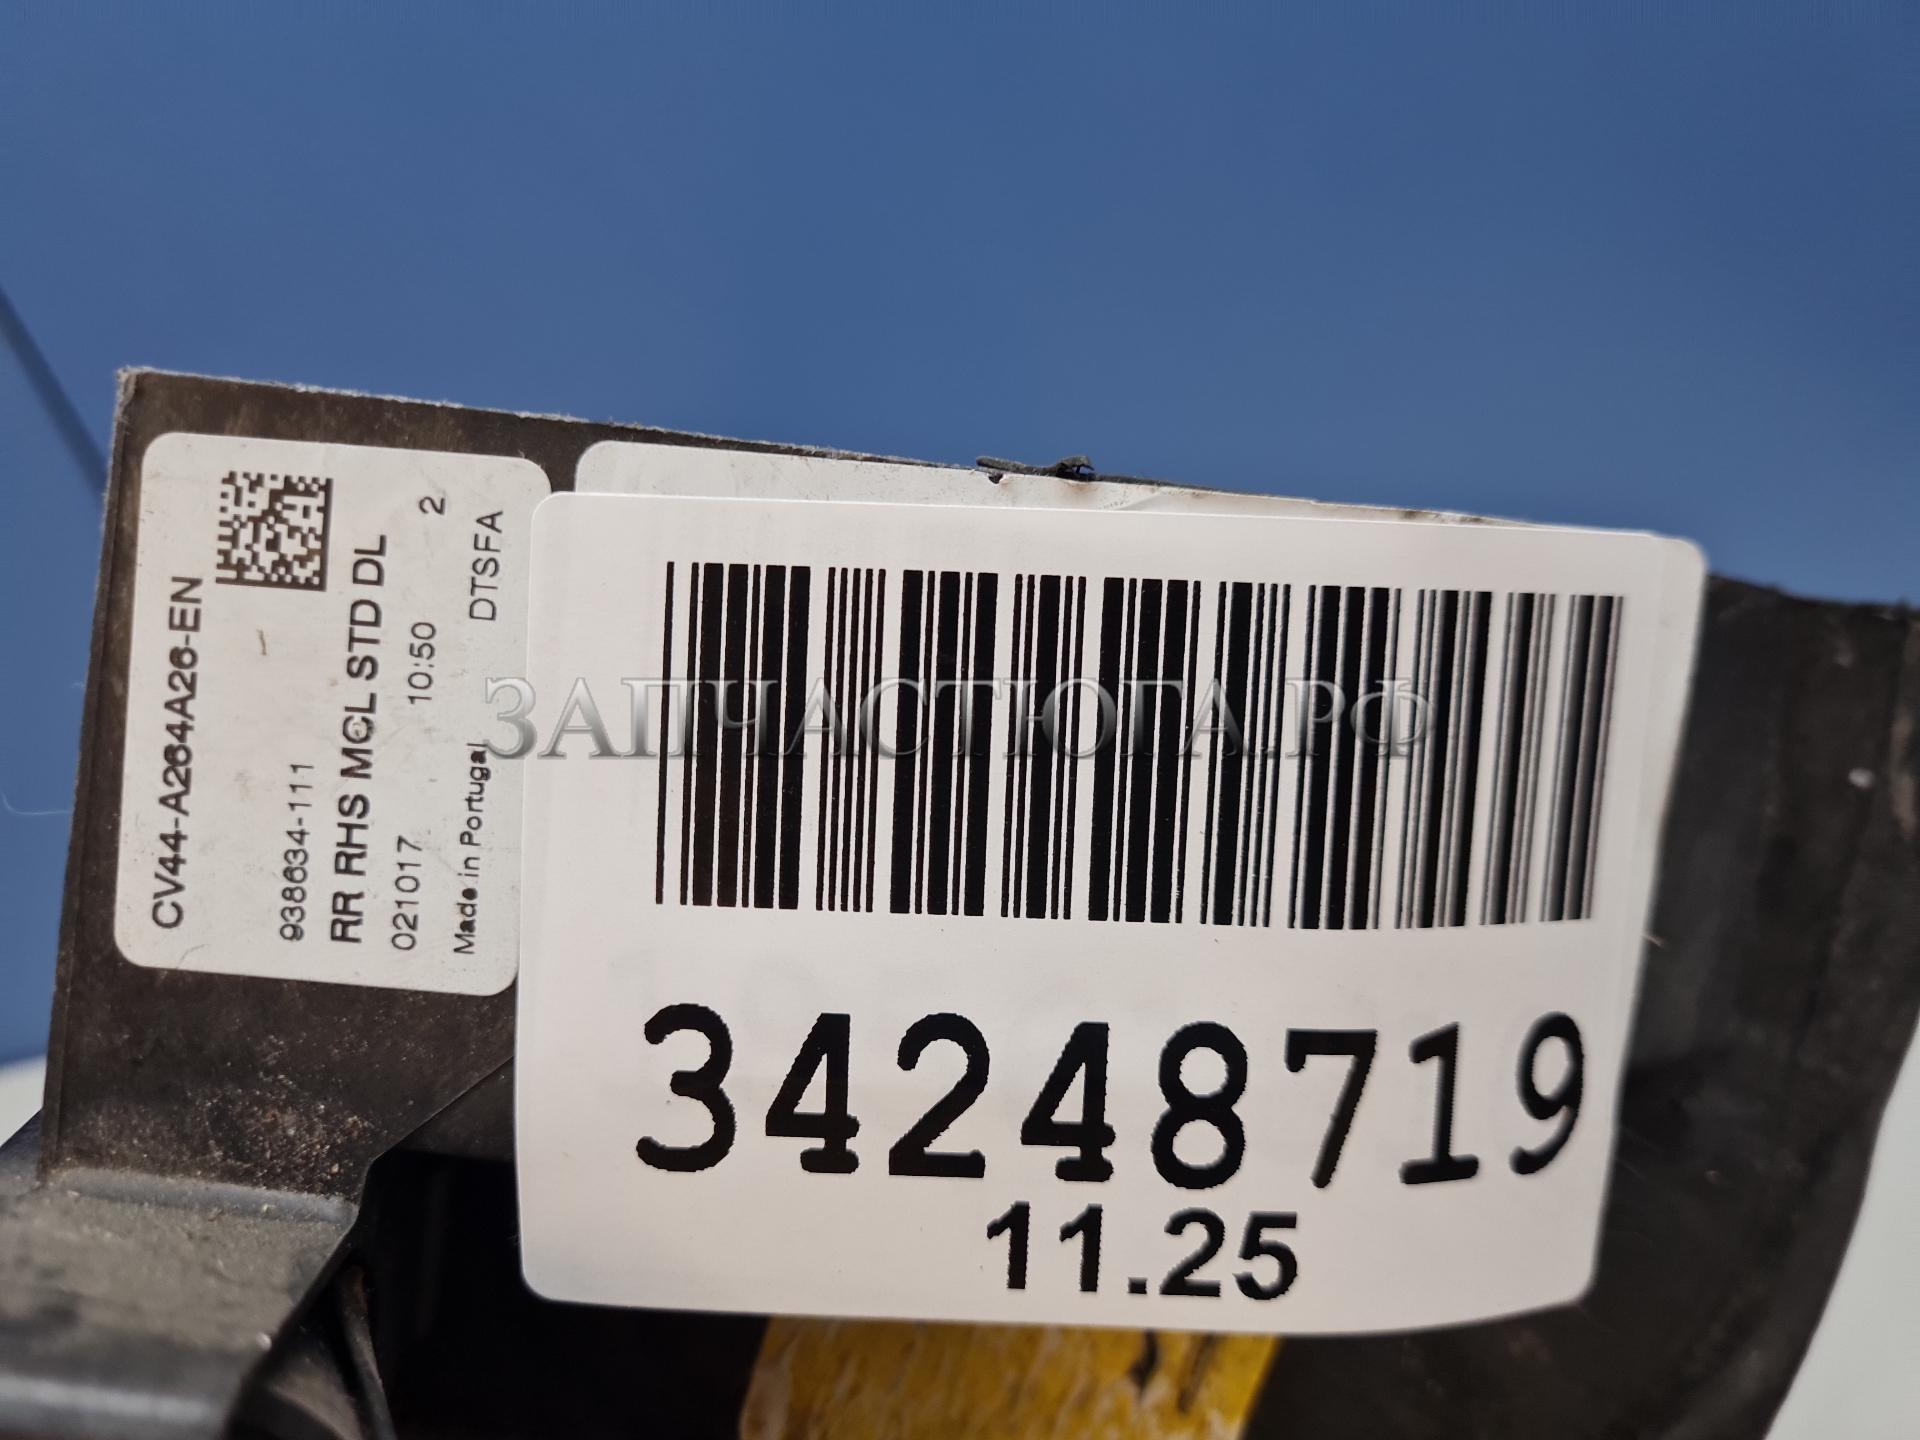 CV44-A264A26-EN
938634-111
RR RHS MCL STD DL
021017 10:50 2
Made in Portugal DTSFA
ЗАПЧАСТЮГА.РФ
34248719
11.25